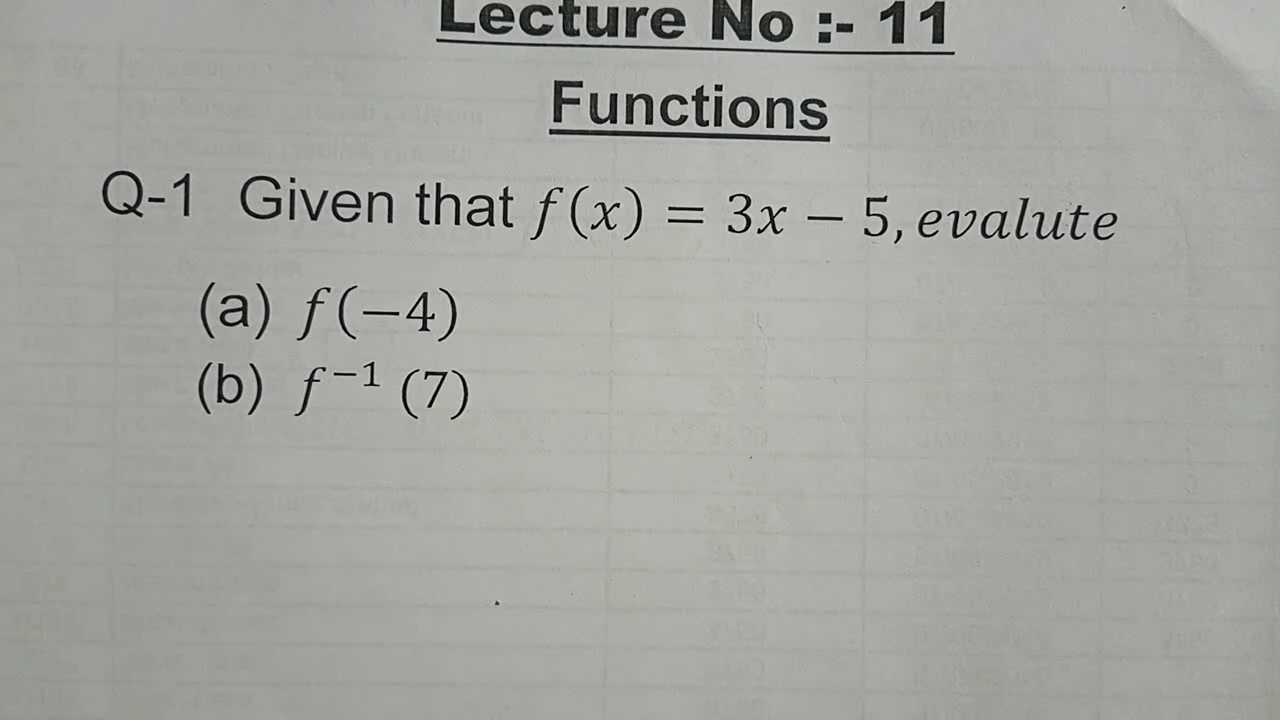 Lecture No :- 11
Functions
Q-1 Given that f(x) = 3x − 5, evalute
(a) f(−4)
(b) f⁻¹ (7)